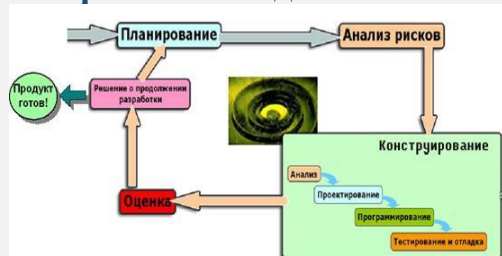 Планирование
Анализ рисков
Продукт
готов!
Решение о продолжении
разработки
Конструирование
Анализ
Проектирование
Программирование
Тестирование и отладка
Оценка